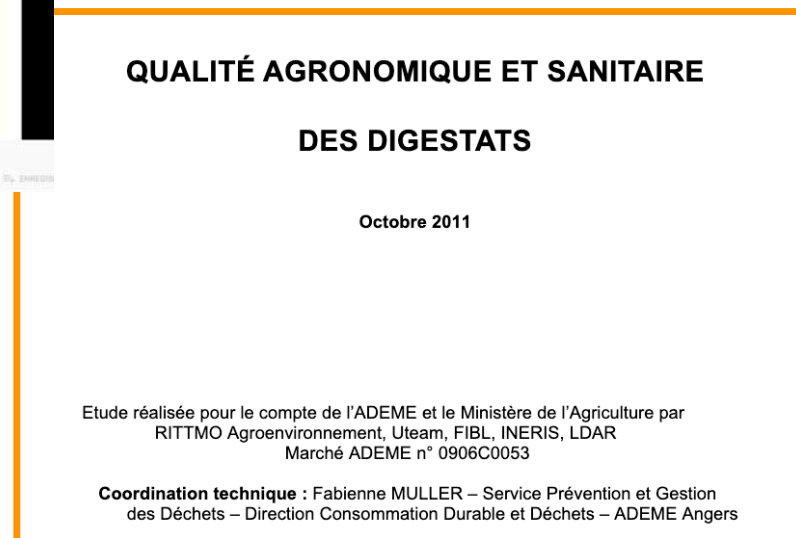 QUALITÉ AGRONOMIQUE ET SANITAIRE
DES DIGESTATS
Octobre 2011
Etude réalisée pour le compte de l'ADEME et le Ministère de l'Agriculture par
RITTMO Agroenvironnement, Uteam, FIBL, INERIS, LDAR
Marché ADEME n° 0906C0053
Coordination technique : Fabienne MULLER – Service Prévention et Gestion
des Déchets – Direction Consommation Durable et Déchets – ADEME Angers